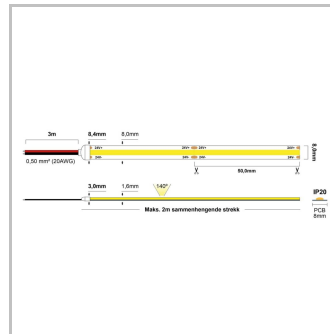 3m
8,4mm
8,0mm
24V+
24V+
24V+
24V+
24V-
24V-
24V-
24V-
8,0mm
0,50 mm² (20AWG)
50,0mm
3,0mm
1,6mm
140°
IP20
Maks. 2m sammenhengende strekk
PCB
8mm